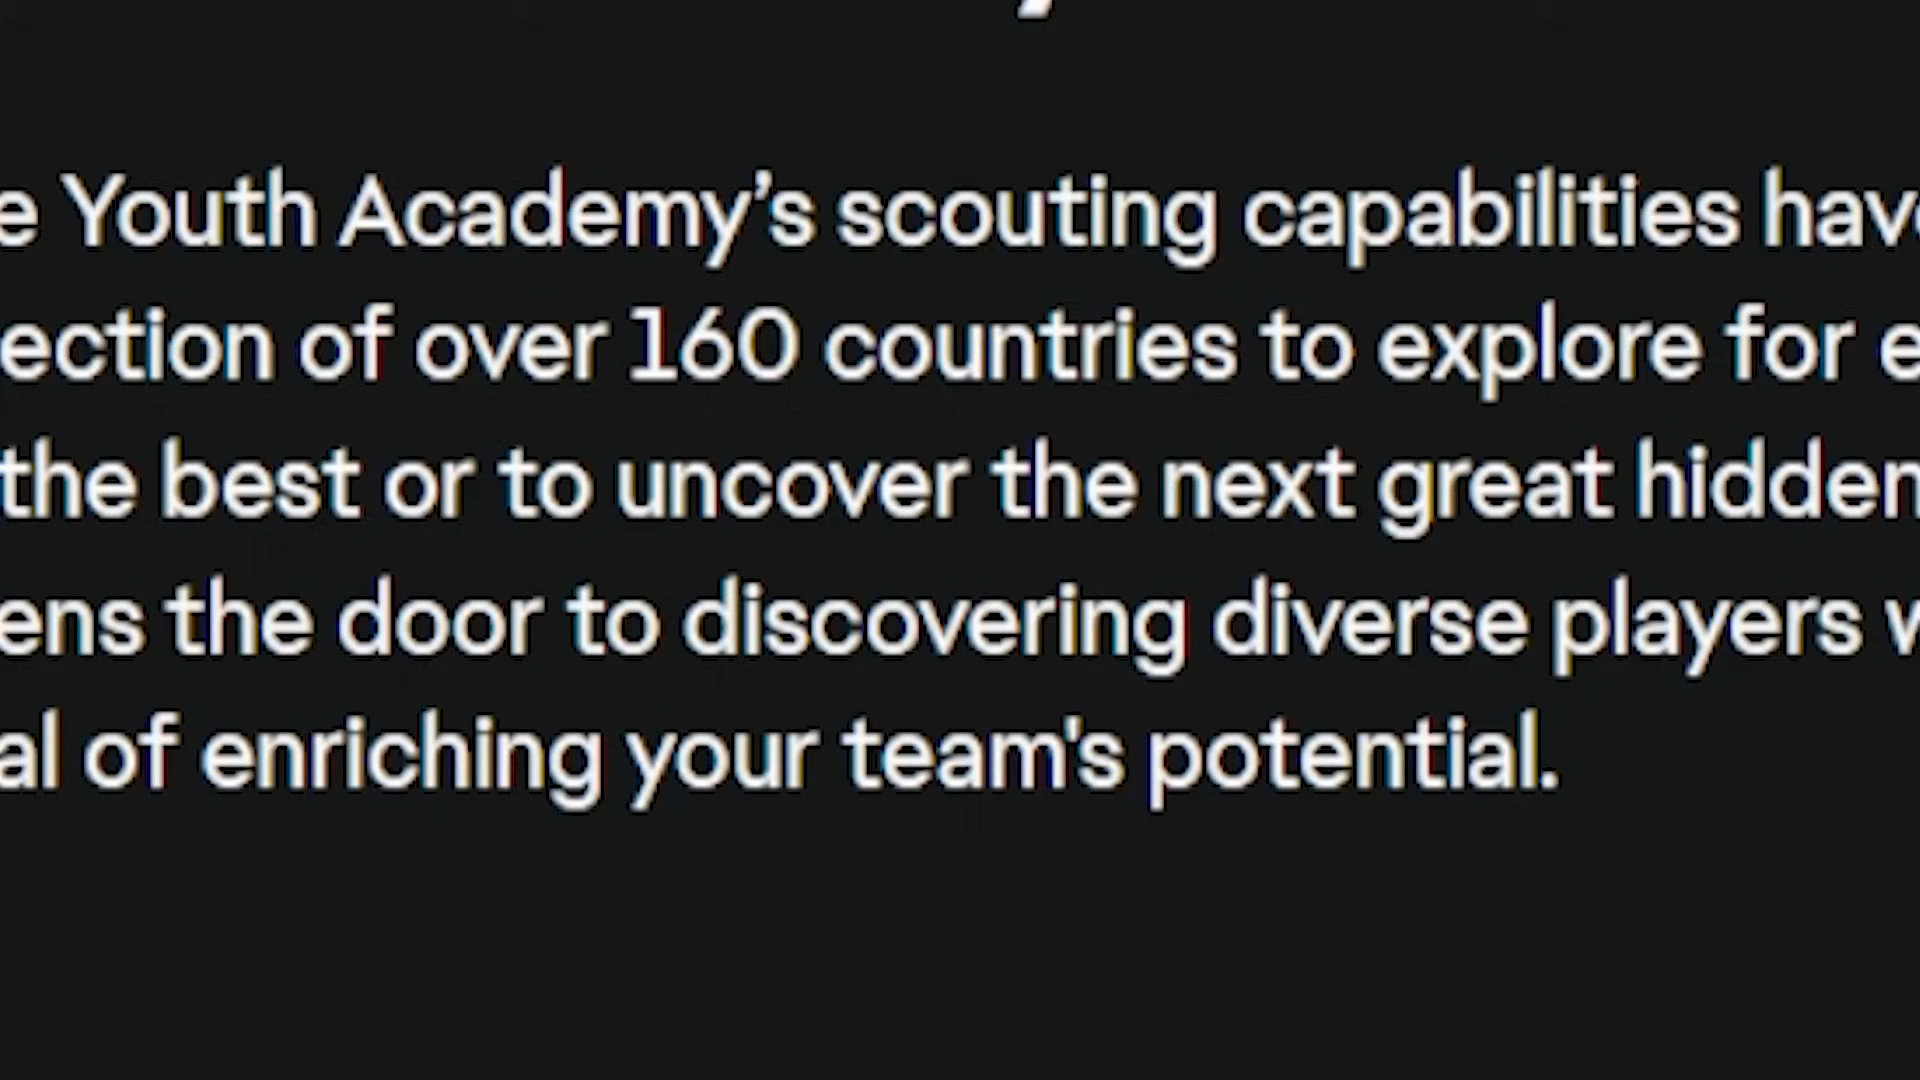 e Youth Academy’s scouting capabilities have
ection of over 160 countries to explore for e
the best or to uncover the next great hidden
ens the door to discovering diverse players w
al of enriching your team's potential.